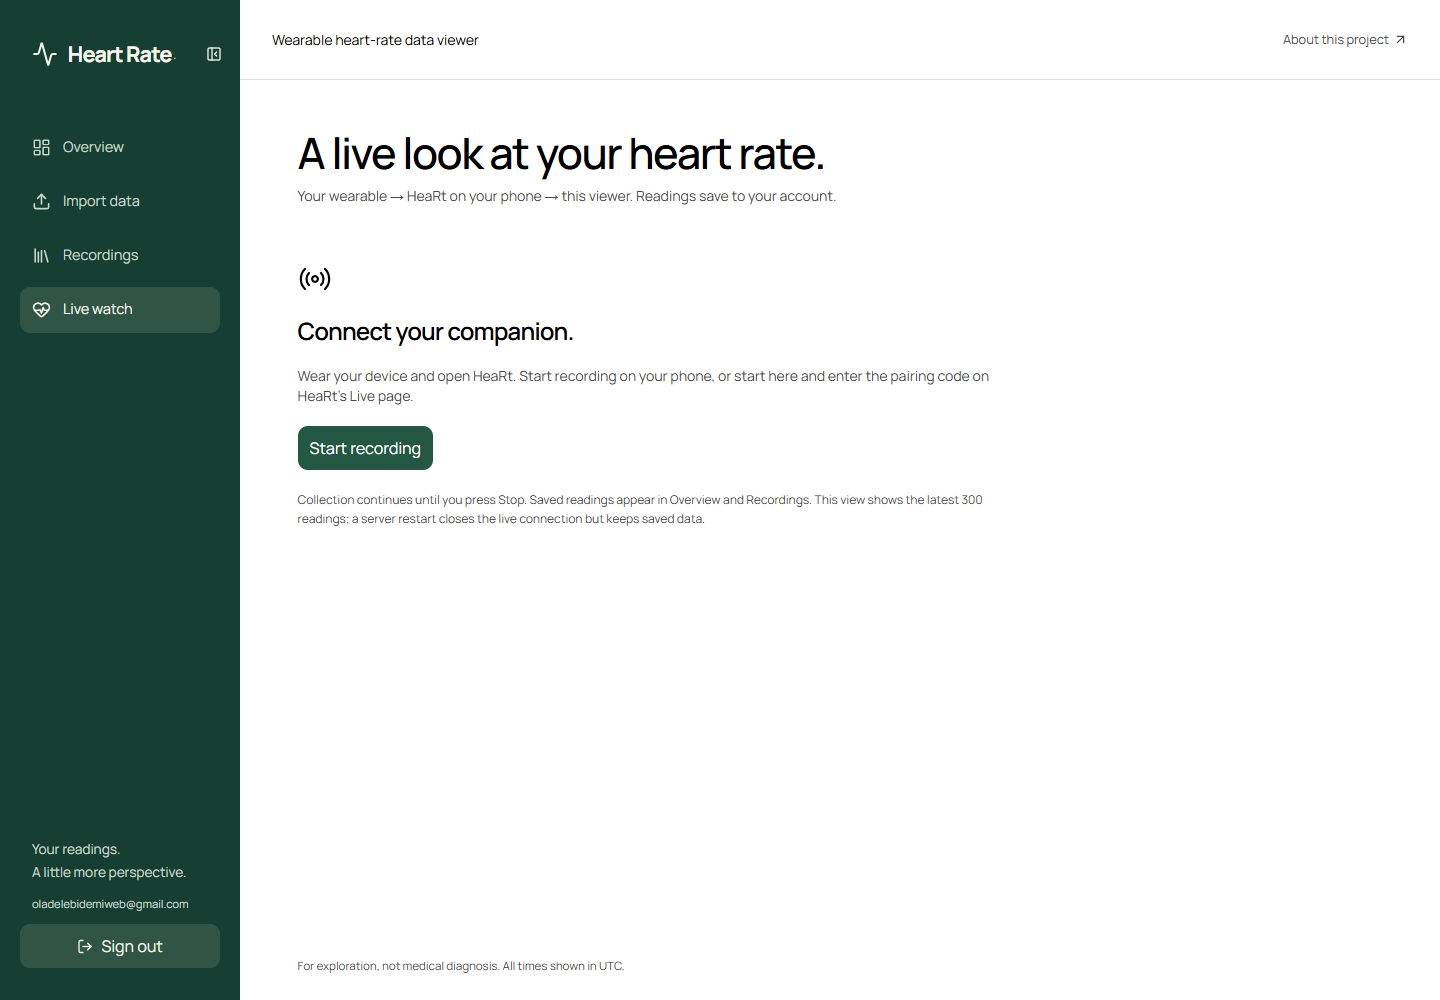 Heart Rate.
Overview
Import data
Recordings
Live watch
Your readings.
A little more perspective.
oladelebidemiweb@gmail.com
Sign out
Wearable heart-rate data viewer
About this project
A live look at your heart rate.
Your wearable → HeaRt on your phone → this viewer. Readings save to your account.
Connect your companion.
Wear your device and open HeaRt. Start recording on your phone, or start here and enter the pairing code on
HeaRt's Live page.
Start recording
Collection continues until you press Stop. Saved readings appear in Overview and Recordings. This view shows the latest 300
readings; a server restart closes the live connection but keeps saved data.
For exploration, not medical diagnosis. All times shown in UTC.